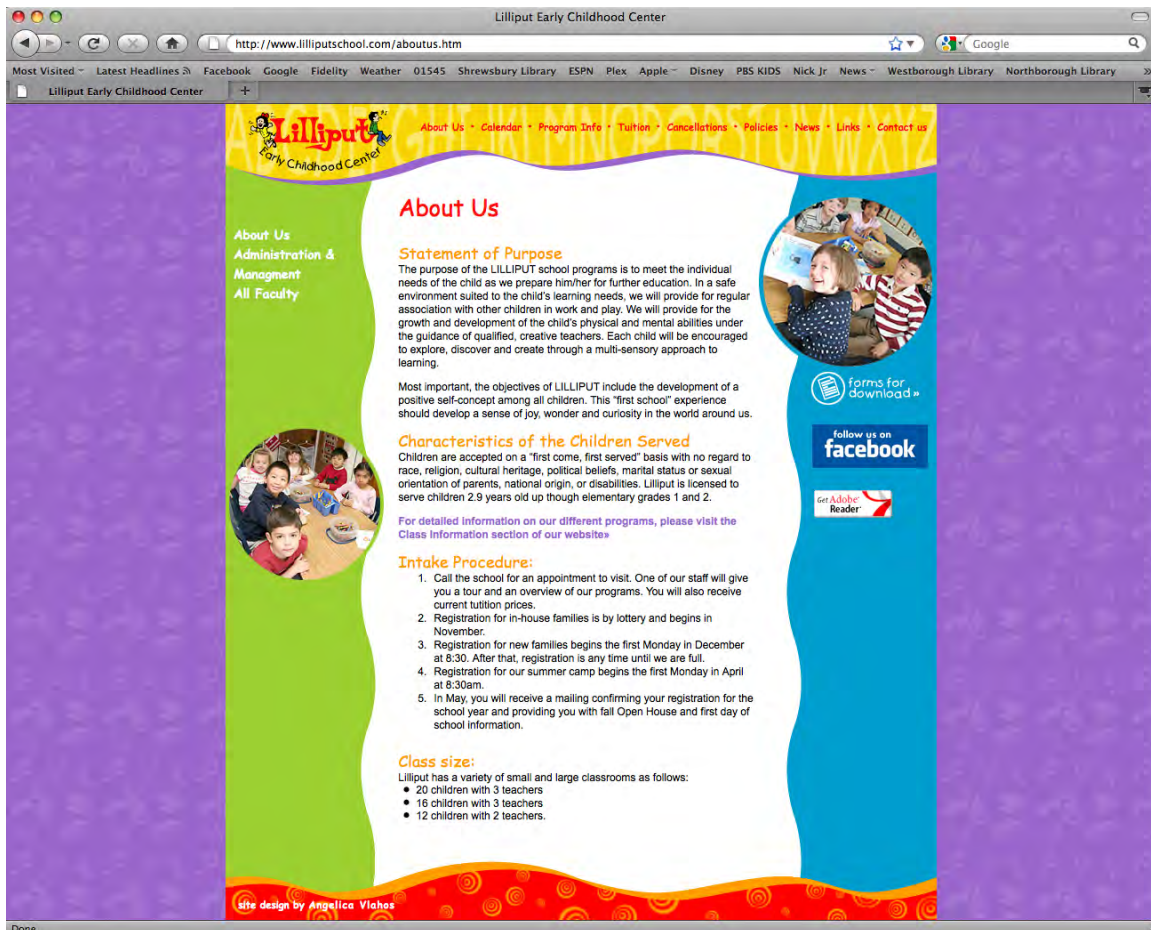 Lilliput Early Childhood Center
http://www.lilliputschool.com/aboutus.htm
Google
Most Visited Latest Headlines Facebook Google Fidelity Weather 01545 Shrewsbury Library ESPN Plex Apple Disney PBS KIDS Nick Jr News Westborough Library Northborough Library »
Lilliput Early Childhood Center +
Lilliput
Early Childhood Center
About Us • Calendar • Program Info • Tuition • Cancellations • Policies • News • Links • Contact us
About Us
Administration &
Managment
All Faculty
About Us
Statement of Purpose
The purpose of the LILLIPUT school programs is to meet the individual
needs of the child as we prepare him/her for further education. In a safe
environment suited to the child's learning needs, we will provide for regular
association with other children in work and play. We will provide for the
growth and development of the child's physical and mental abilities under
the guidance of qualified, creative teachers. Each child will be encouraged
to explore, discover and create through a multi-sensory approach to
learning.
Most important, the objectives of LILLIPUT include the development of a
positive self-concept among all children. This "first school" experience
should develop a sense of joy, wonder and curiosity in the world around us.
Characteristics of the Children Served
Children are accepted on a "first come, first served" basis with no regard to
race, religion, cultural heritage, political beliefs, marital status or sexual
orientation of parents, national origin, or disabilities. Lilliput is licensed to
serve children 2.9 years old up though elementary grades 1 and 2.
For detailed information on our different programs, please visit the
Class Information section of our website»
Intake Procedure:
1. Call the school for an appointment to visit. One of our staff will give
you a tour and an overview of our programs. You will also receive
current tutition prices.
2. Registration for in-house families is by lottery and begins in
November.
3. Registration for new families begins the first Monday in December
at 8:30. After that, registration is any time until we are full.
4. Registration for our summer camp begins the first Monday in April
at 8:30am.
5. In May, you will receive a mailing confirming your registration for the
school year and providing you with fall Open House and first day of
school information.
Class size:
Lilliput has a variety of small and large classrooms as follows:
• 20 children with 3 teachers
• 16 children with 3 teachers
• 12 children with 2 teachers.
forms for
download»
follow us on
facebook
Get Adobe
Reader
site design by Angelica Vlahos
Done